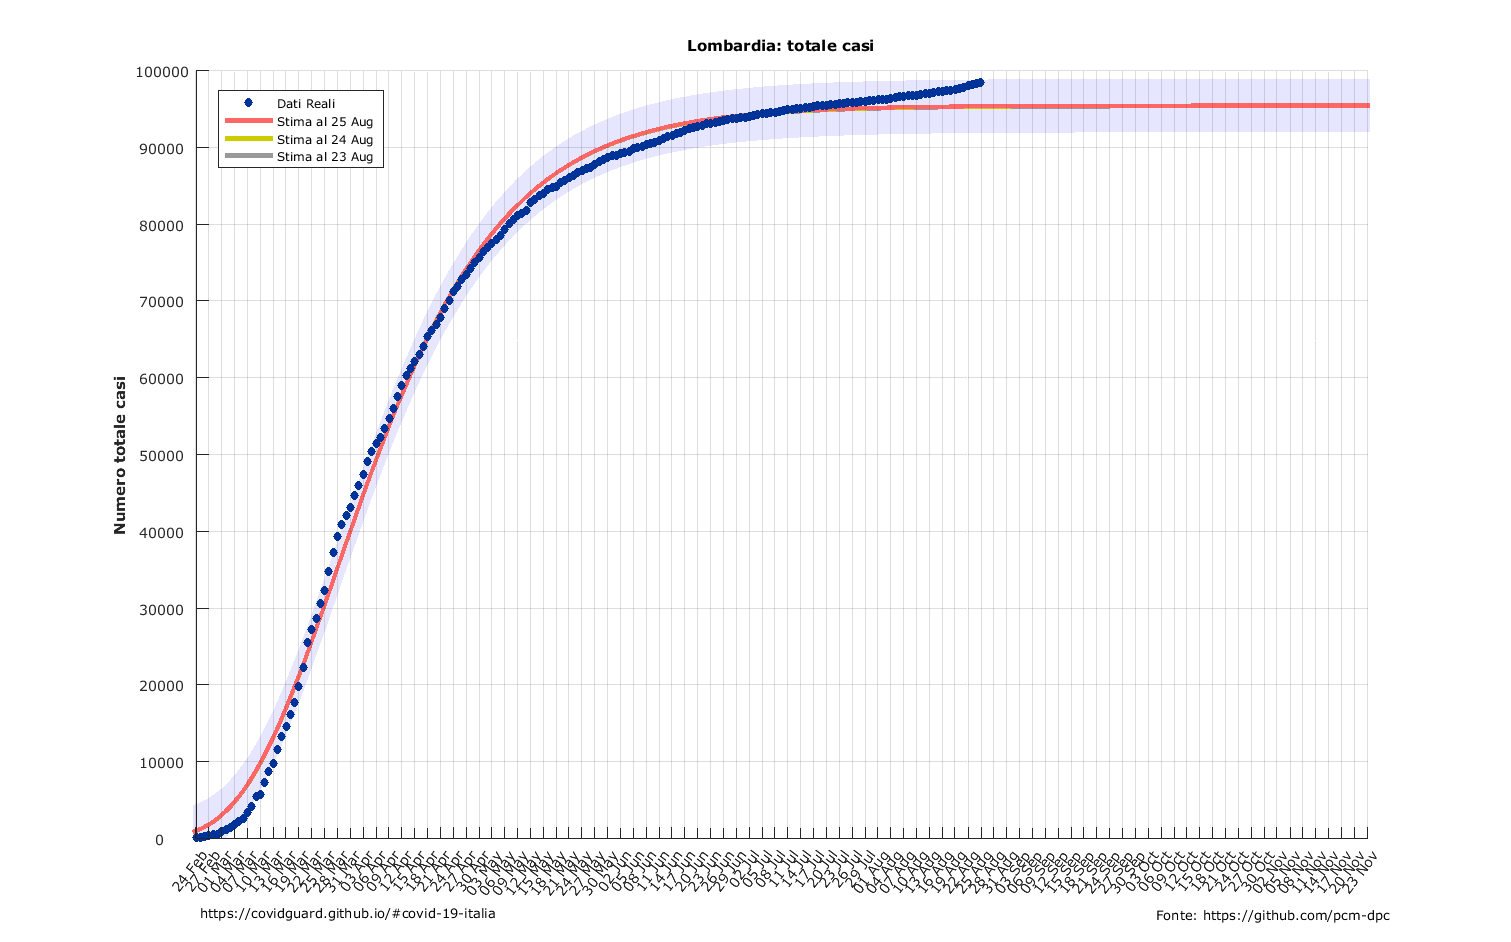 Lombardia: totale casi
Dati Reali
Stima al 25 Aug
Stima al 24 Aug
Stima al 23 Aug
Numero totale casi
100000
90000
80000
70000
60000
50000
40000
30000
20000
10000
0
24 Feb
27 Feb
01 Mar
04 Mar
07 Mar
10 Mar
13 Mar
16 Mar
19 Mar
22 Mar
25 Mar
28 Mar
31 Mar
03 Apr
06 Apr
09 Apr
12 Apr
15 Apr
18 Apr
21 Apr
24 Apr
27 Apr
30 Apr
03 May
06 May
09 May
12 May
15 May
18 May
21 May
24 May
27 May
30 May
02 Jun
05 Jun
08 Jun
11 Jun
14 Jun
17 Jun
20 Jun
23 Jun
26 Jun
29 Jun
02 Jul
05 Jul
08 Jul
11 Jul
14 Jul
17 Jul
20 Jul
23 Jul
26 Jul
29 Jul
01 Aug
04 Aug
07 Aug
10 Aug
13 Aug
16 Aug
19 Aug
22 Aug
25 Aug
28 Aug
31 Aug
03 Sep
06 Sep
09 Sep
12 Sep
15 Sep
18 Sep
21 Sep
24 Sep
27 Sep
30 Sep
03 Oct
06 Oct
09 Oct
12 Oct
15 Oct
18 Oct
21 Oct
24 Oct
27 Oct
30 Oct
02 Nov
05 Nov
08 Nov
11 Nov
14 Nov
17 Nov
20 Nov
23 Nov
https://covidguard.github.io/#covid-19-italia
Fonte: https://github.com/pcm-dpc